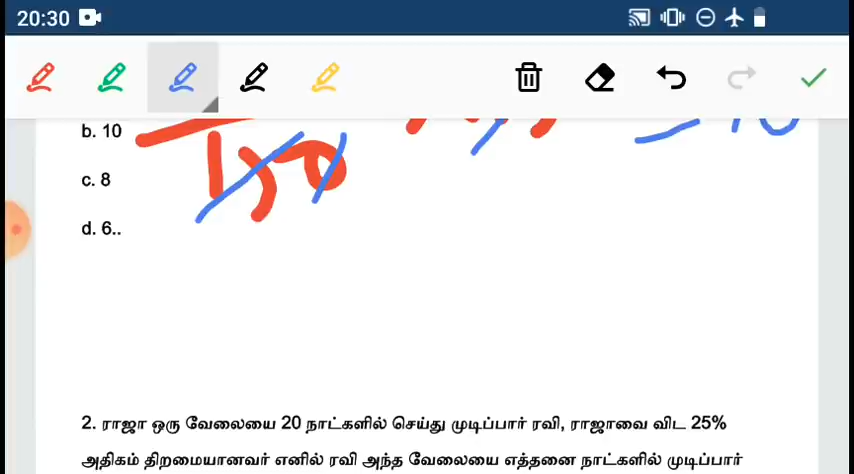 20:30
b. 10
c. 8
d. 6..
2. ராஜா ஒரு வேலையை 20 நாட்களில் செய்து முடிப்பார் ரவி, ராஜாவை விட 25%
அதிகம் திறமையானவர் எனில் ரவி அந்த வேலையை எத்தனை நாட்களில் முடிப்பார்